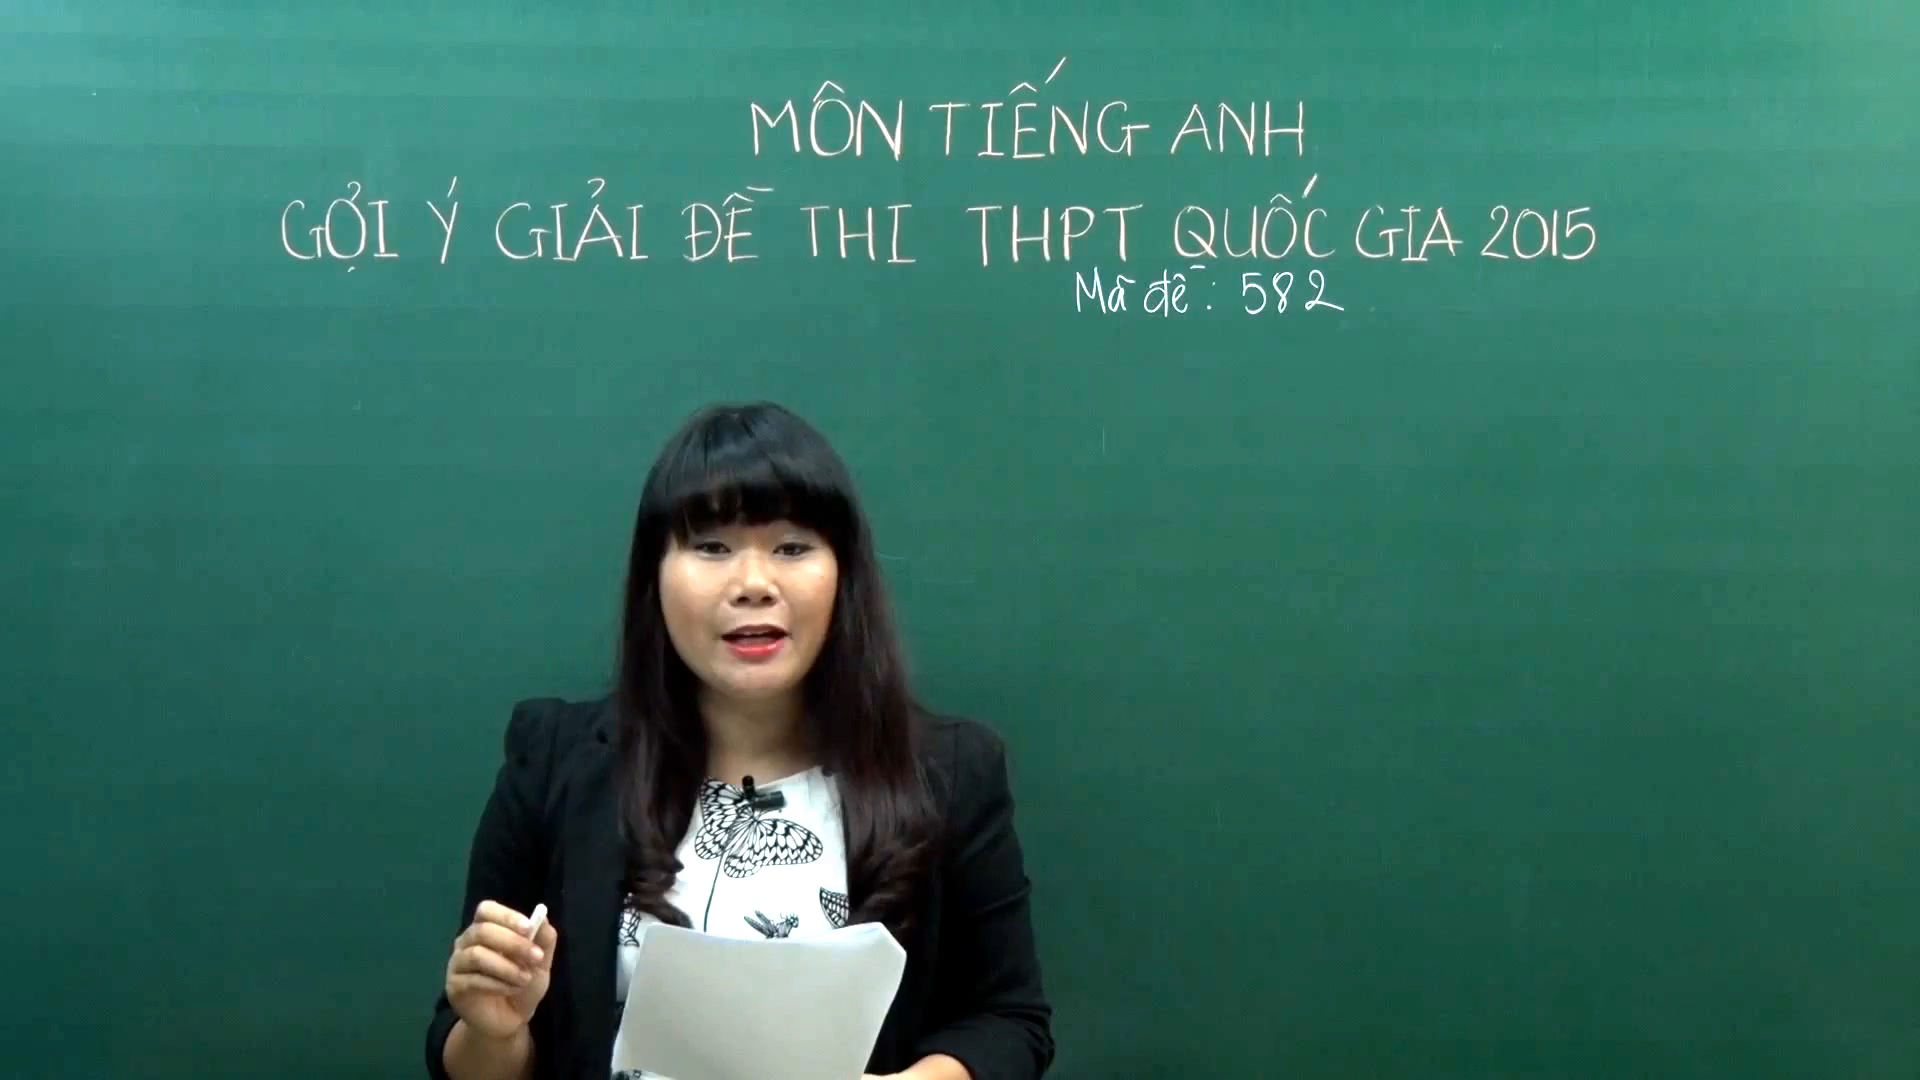 MÔN TIẾNG ANH
GỢI Ý GIẢI ĐỀ THI THPT QUỐC GIA 2015
Mã đề : 582